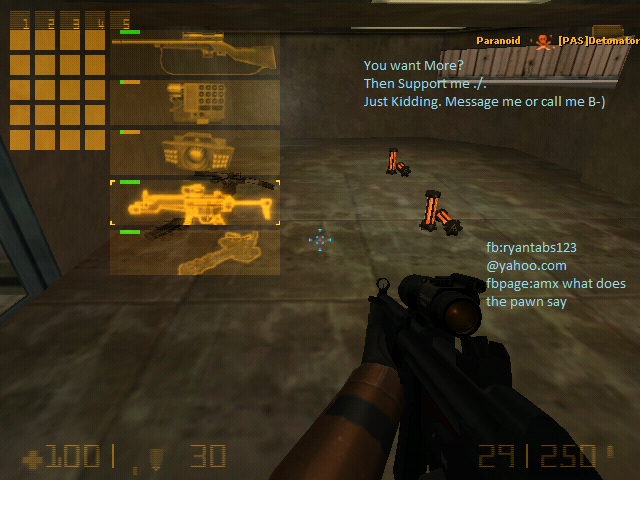 1 2 3 4 5
Paranoid [PAS]Detonator
You want More?
Then Support me ./.
Just Kidding. Message me or call me B-)
fb:ryantabs123
@yahoo.com
fbpage:amx what does
the pawn say
100 30 29 250